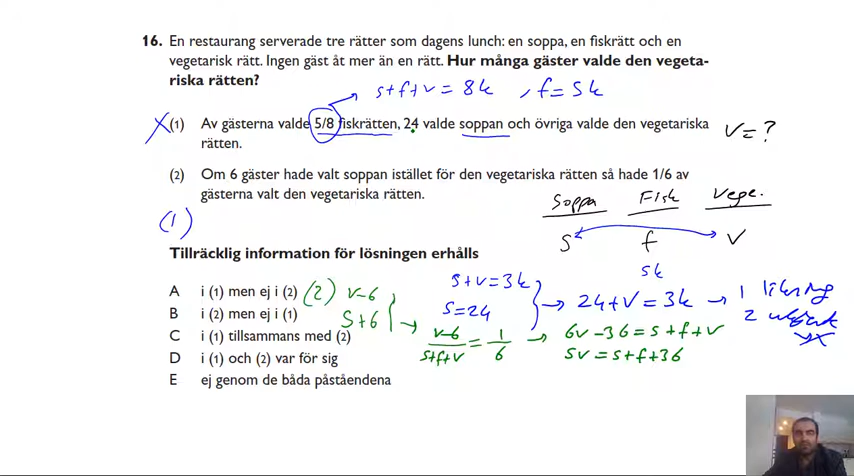 16. En restaurang serverade tre rätter som dagens lunch: en soppa, en fiskrätt och en
vegetarisk rätt. Ingen gäst åt mer än en rätt. Hur många gäster valde den vegeta-
riska rätten?
s+f+v = 8k , f = 5k
X (1) Av gästerna valde 5/8 fiskrätten, 24 valde soppan och övriga valde den vegetariska
rätten.
v = ?
(2) Om 6 gäster hade valt soppan istället för den vegetariska rätten så hade 1/6 av
gästerna valt den vegetariska rätten.
Soppa Fisk Vege.
s f v
5k
(1)
Tillräcklig information för lösningen erhålls
s+v = 3k
s = 24
→ 24+v = 3k → 1 likning
2
A i (1) men ej i (2)
B i (2) men ej i (1)
C i (1) tillsammans med (2)
D i (1) och (2) var för sig
E ej genom de båda påståendena
(2) v-6
s+6
→ v-6/s+f+v = 1/6 → 6v-36 = s+f+v
5v = s+f+36